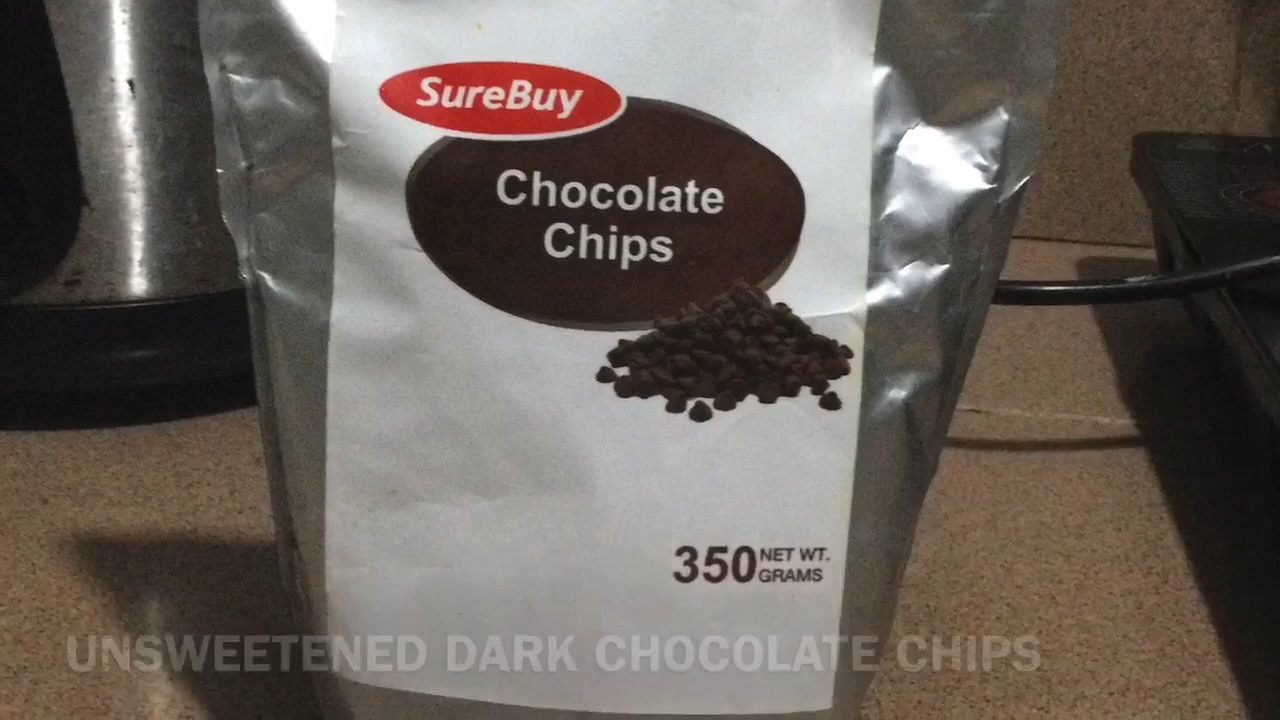 SureBuy
Chocolate
Chips
350 NET WT.
GRAMS
UNSWEETENED DARK CHOCOLATE CHIPS